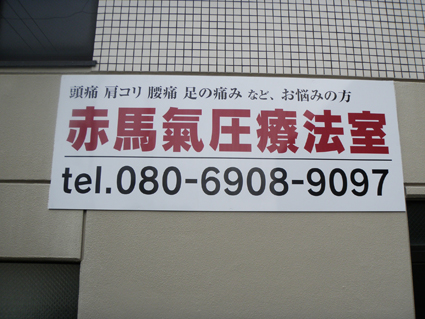 頭痛 肩コリ 腰痛 足の痛み など、お悩みの方
赤馬氣圧療法室
tel.080-6908-9097